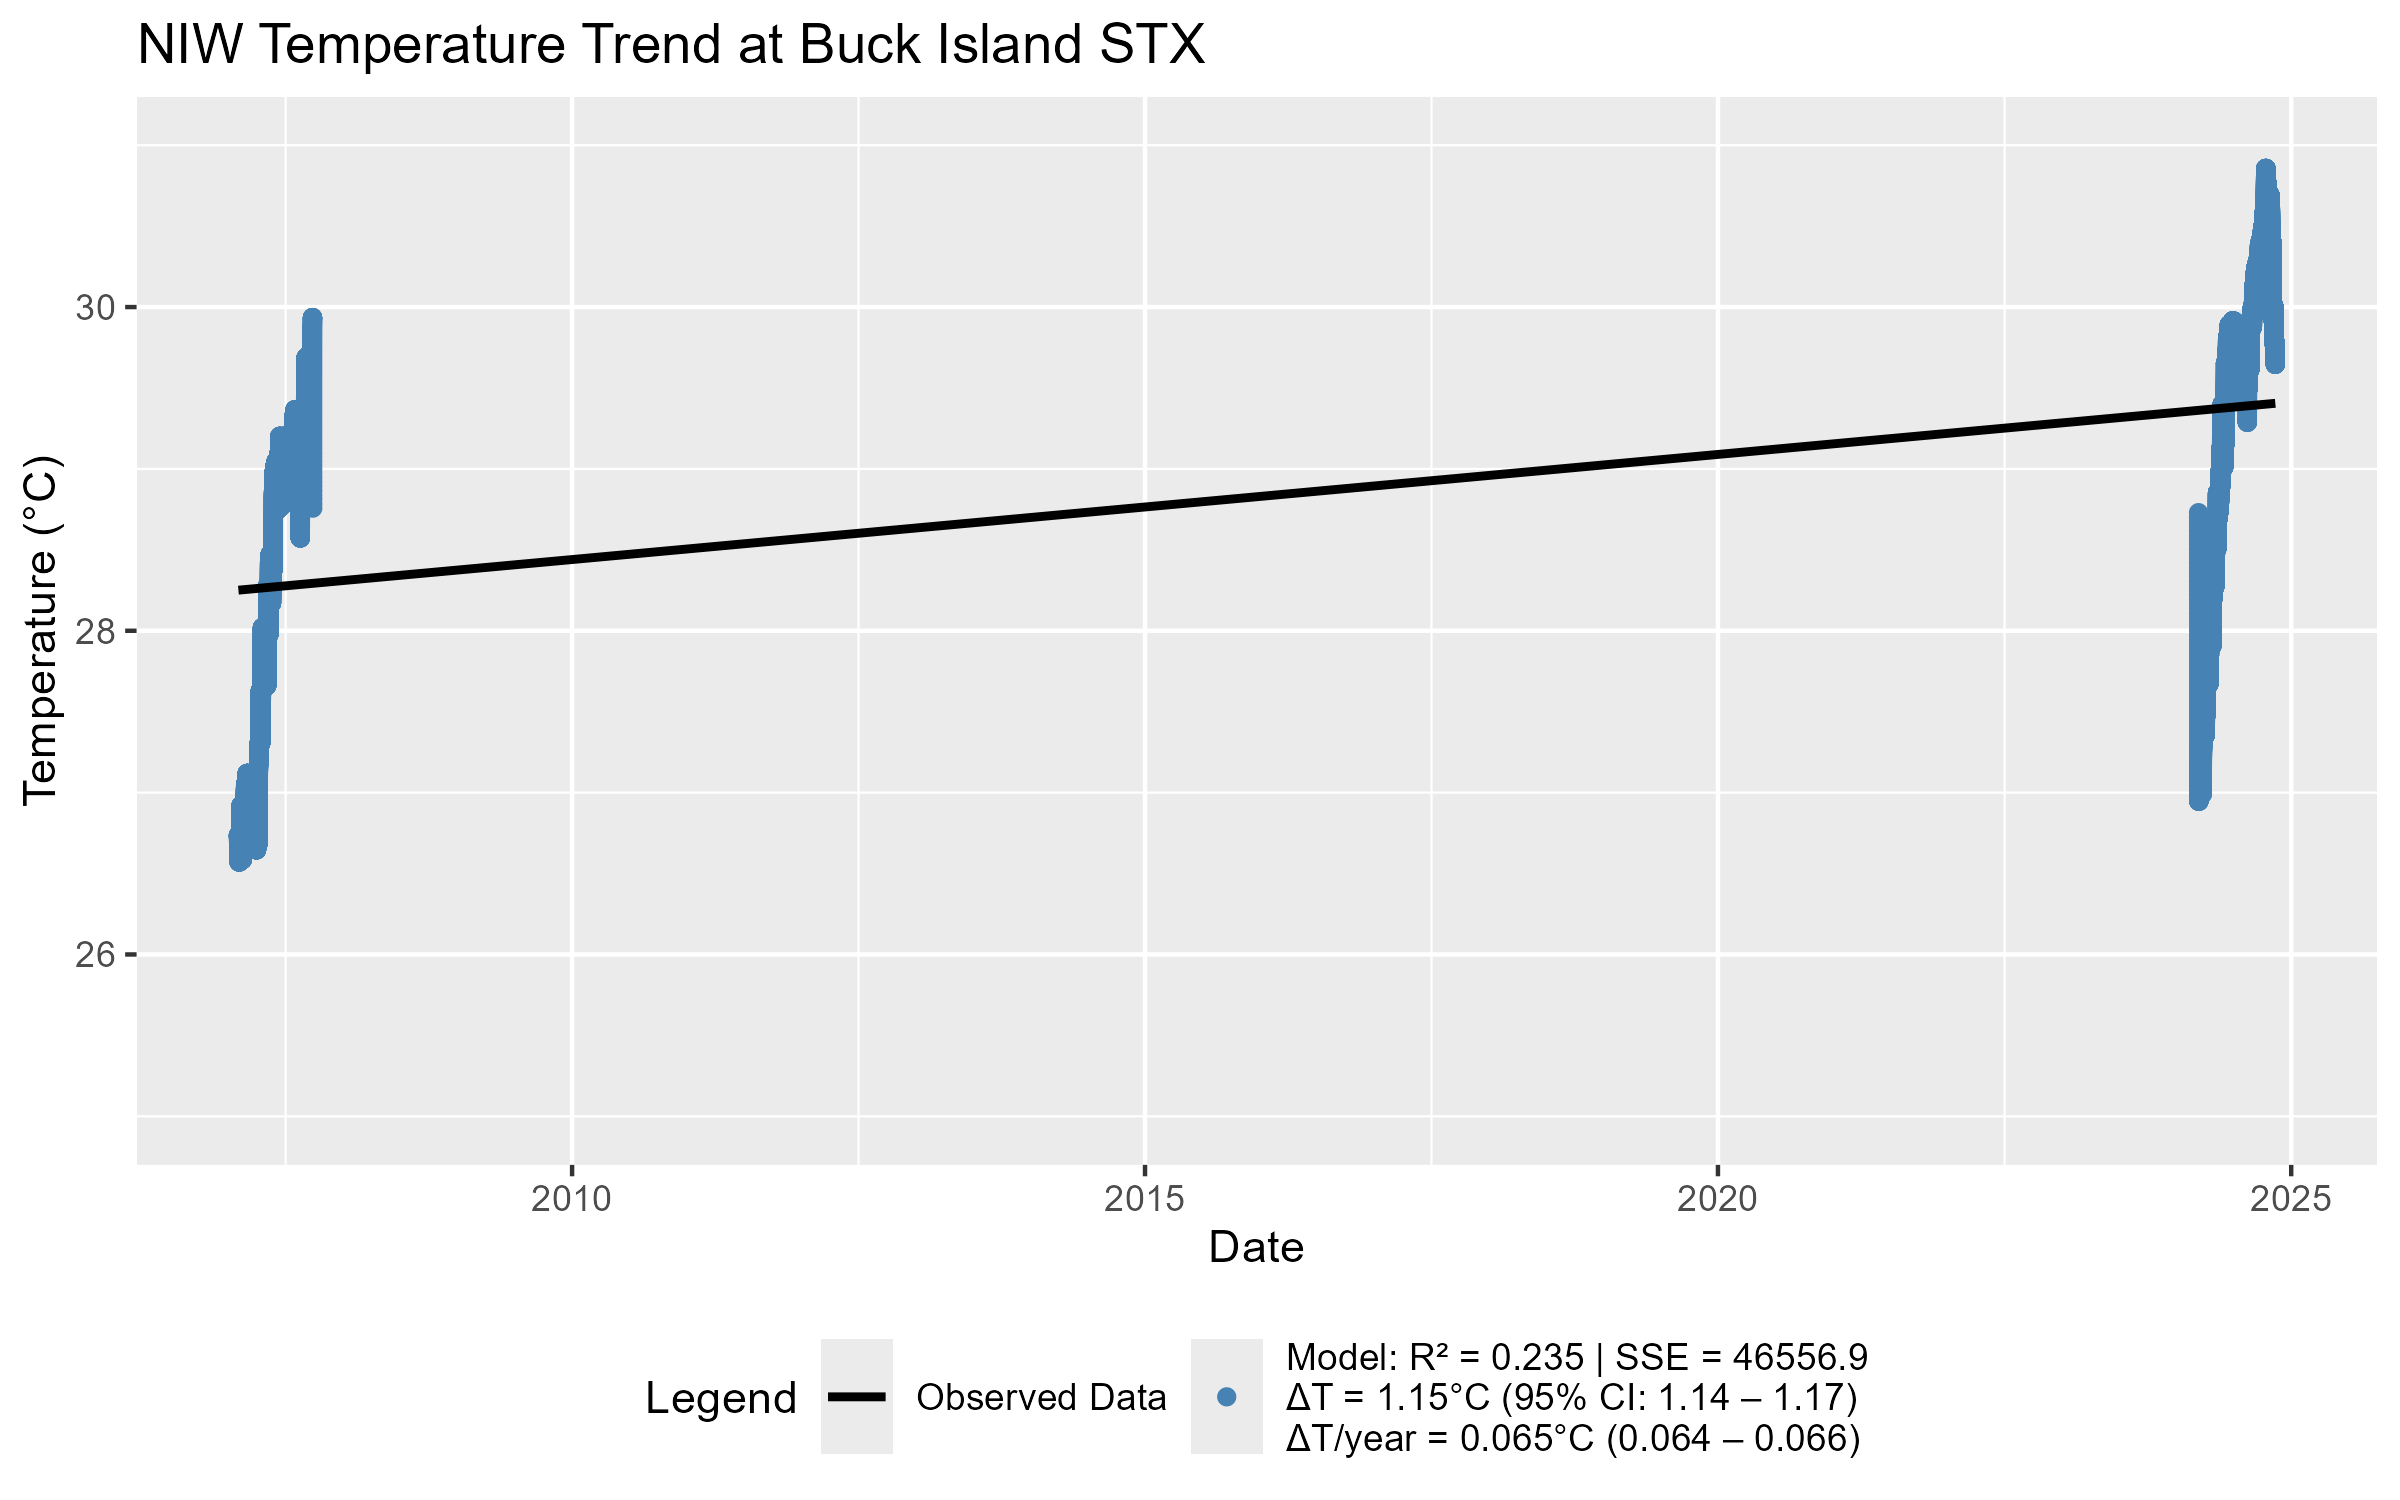 NIW Temperature Trend at Buck Island STX
Temperature (°C)
30
28
26
2010
2015
2020
2025
Date
Legend
Observed Data
Model: R² = 0.235 | SSE = 46556.9
ΔT = 1.15°C (95% CI: 1.14 – 1.17)
ΔT/year = 0.065°C (0.064 – 0.066)